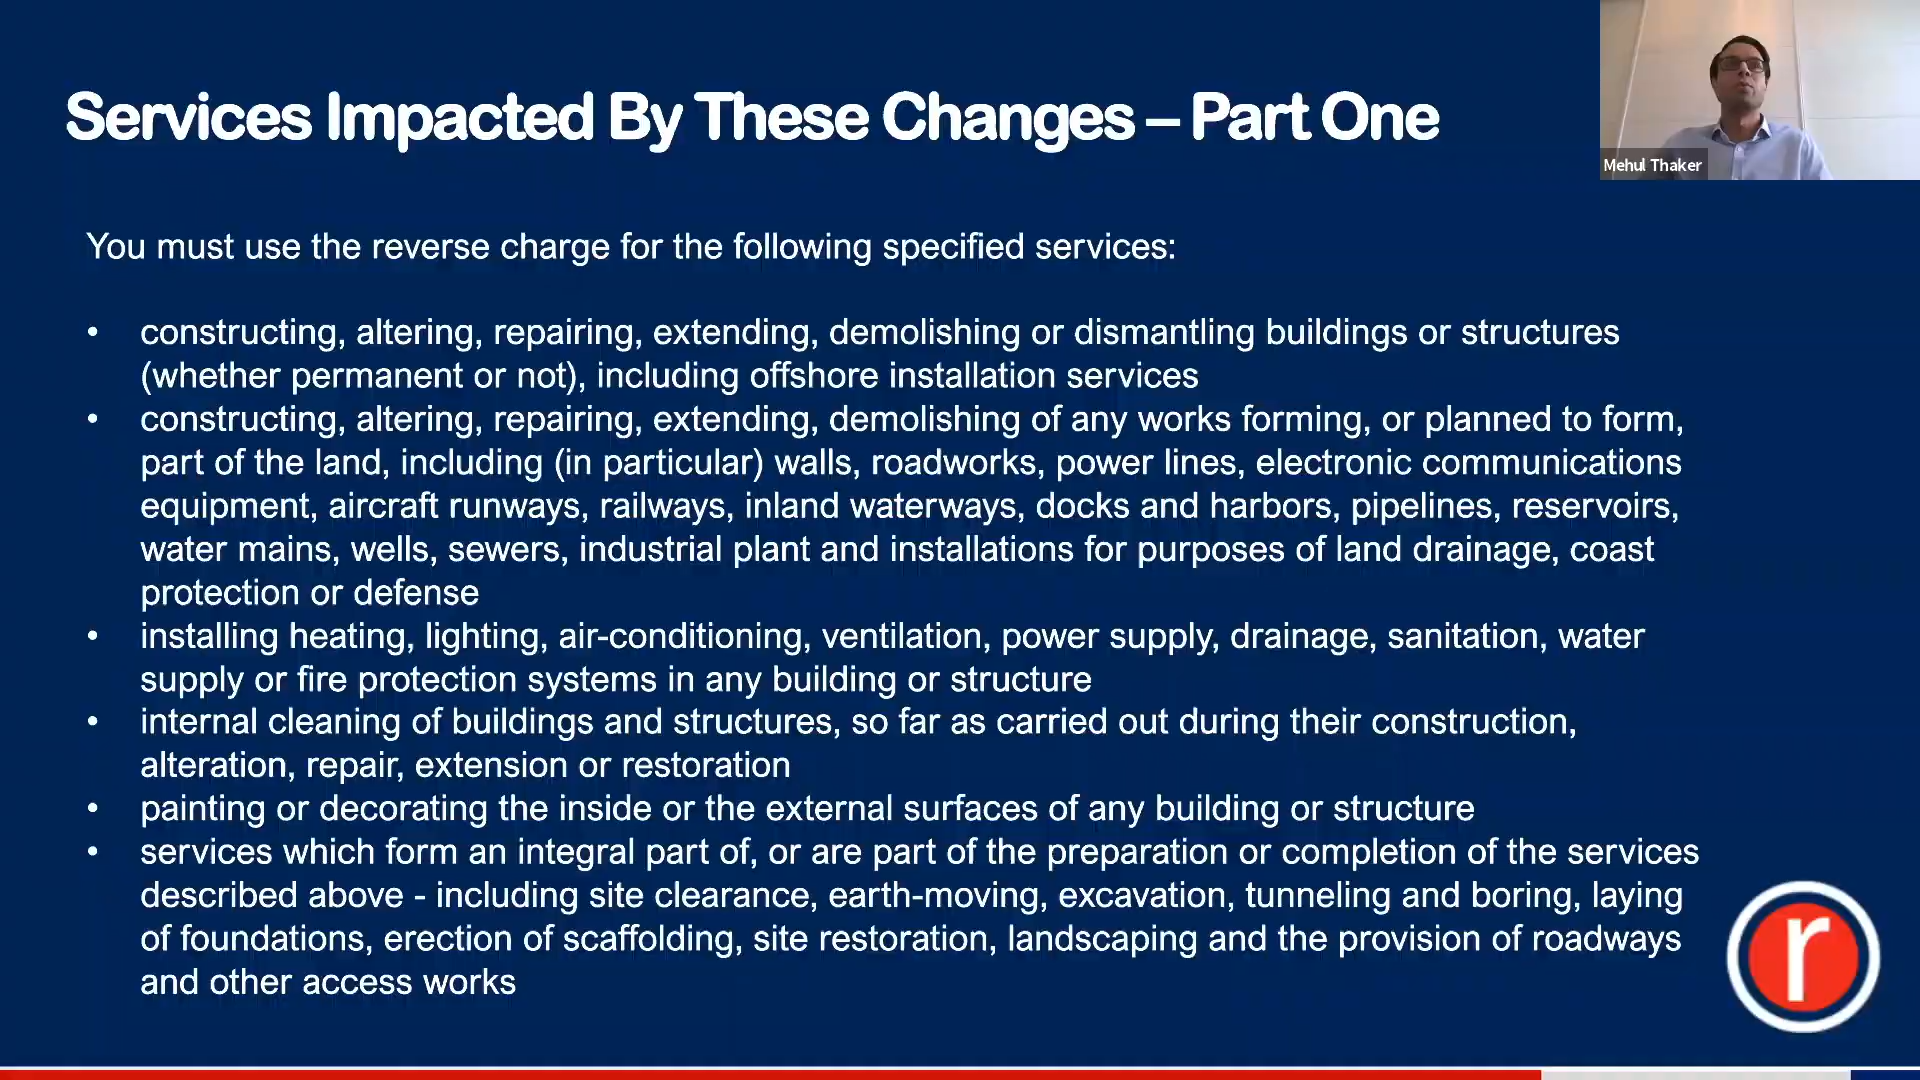 Services Impacted By These Changes – Part One
Mehul Thaker
You must use the reverse charge for the following specified services:
• constructing, altering, repairing, extending, demolishing or dismantling buildings or structures
(whether permanent or not), including offshore installation services
• constructing, altering, repairing, extending, demolishing of any works forming, or planned to form,
part of the land, including (in particular) walls, roadworks, power lines, electronic communications
equipment, aircraft runways, railways, inland waterways, docks and harbors, pipelines, reservoirs,
water mains, wells, sewers, industrial plant and installations for purposes of land drainage, coast
protection or defense
• installing heating, lighting, air-conditioning, ventilation, power supply, drainage, sanitation, water
supply or fire protection systems in any building or structure
• internal cleaning of buildings and structures, so far as carried out during their construction,
alteration, repair, extension or restoration
• painting or decorating the inside or the external surfaces of any building or structure
• services which form an integral part of, or are part of the preparation or completion of the services
described above - including site clearance, earth-moving, excavation, tunneling and boring, laying
of foundations, erection of scaffolding, site restoration, landscaping and the provision of roadways
and other access works
r